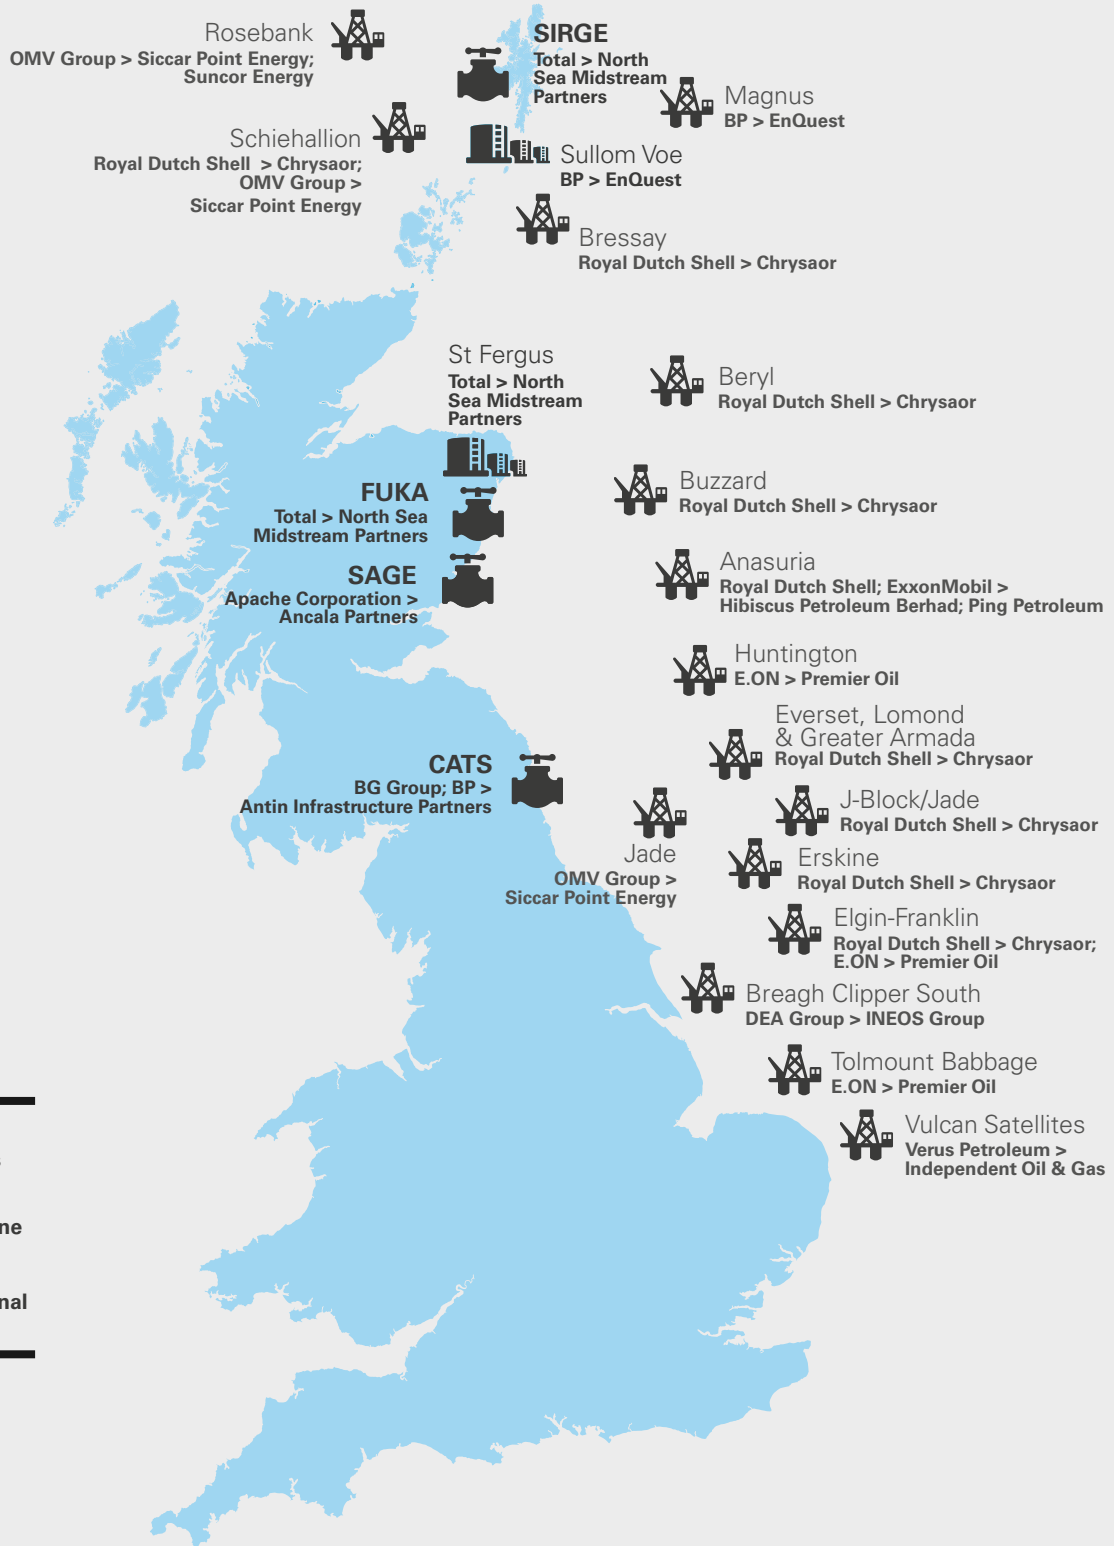 Rosebank
OMV Group > Siccar Point Energy;
Suncor Energy
SIRGE
Total > North
Sea Midstream
Partners
Magnus
BP > EnQuest
Schiehallion
Royal Dutch Shell > Chrysaor;
OMV Group >
Siccar Point Energy
Sullom Voe
BP > EnQuest
Bressay
Royal Dutch Shell > Chrysaor
St Fergus
Total > North
Sea Midstream
Partners
Beryl
Royal Dutch Shell > Chrysaor
FUKA
Total > North Sea
Midstream Partners
Buzzard
Royal Dutch Shell > Chrysaor
SAGE
Apache Corporation >
Ancala Partners
Anasuria
Royal Dutch Shell; ExxonMobil >
Hibiscus Petroleum Berhad; Ping Petroleum
Huntington
E.ON > Premier Oil
Everset, Lomond
& Greater Armada
Royal Dutch Shell > Chrysaor
CATS
BG Group; BP >
Antin Infrastructure Partners
J-Block/Jade
Royal Dutch Shell > Chrysaor
Jade
OMV Group >
Siccar Point Energy
Erskine
Royal Dutch Shell > Chrysaor
Elgin-Franklin
Royal Dutch Shell > Chrysaor;
E.ON > Premier Oil
Breagh Clipper South
DEA Group > INEOS Group
Tolmount Babbage
E.ON > Premier Oil
Vulcan Satellites
Verus Petroleum >
Independent Oil & Gas
ne
nal